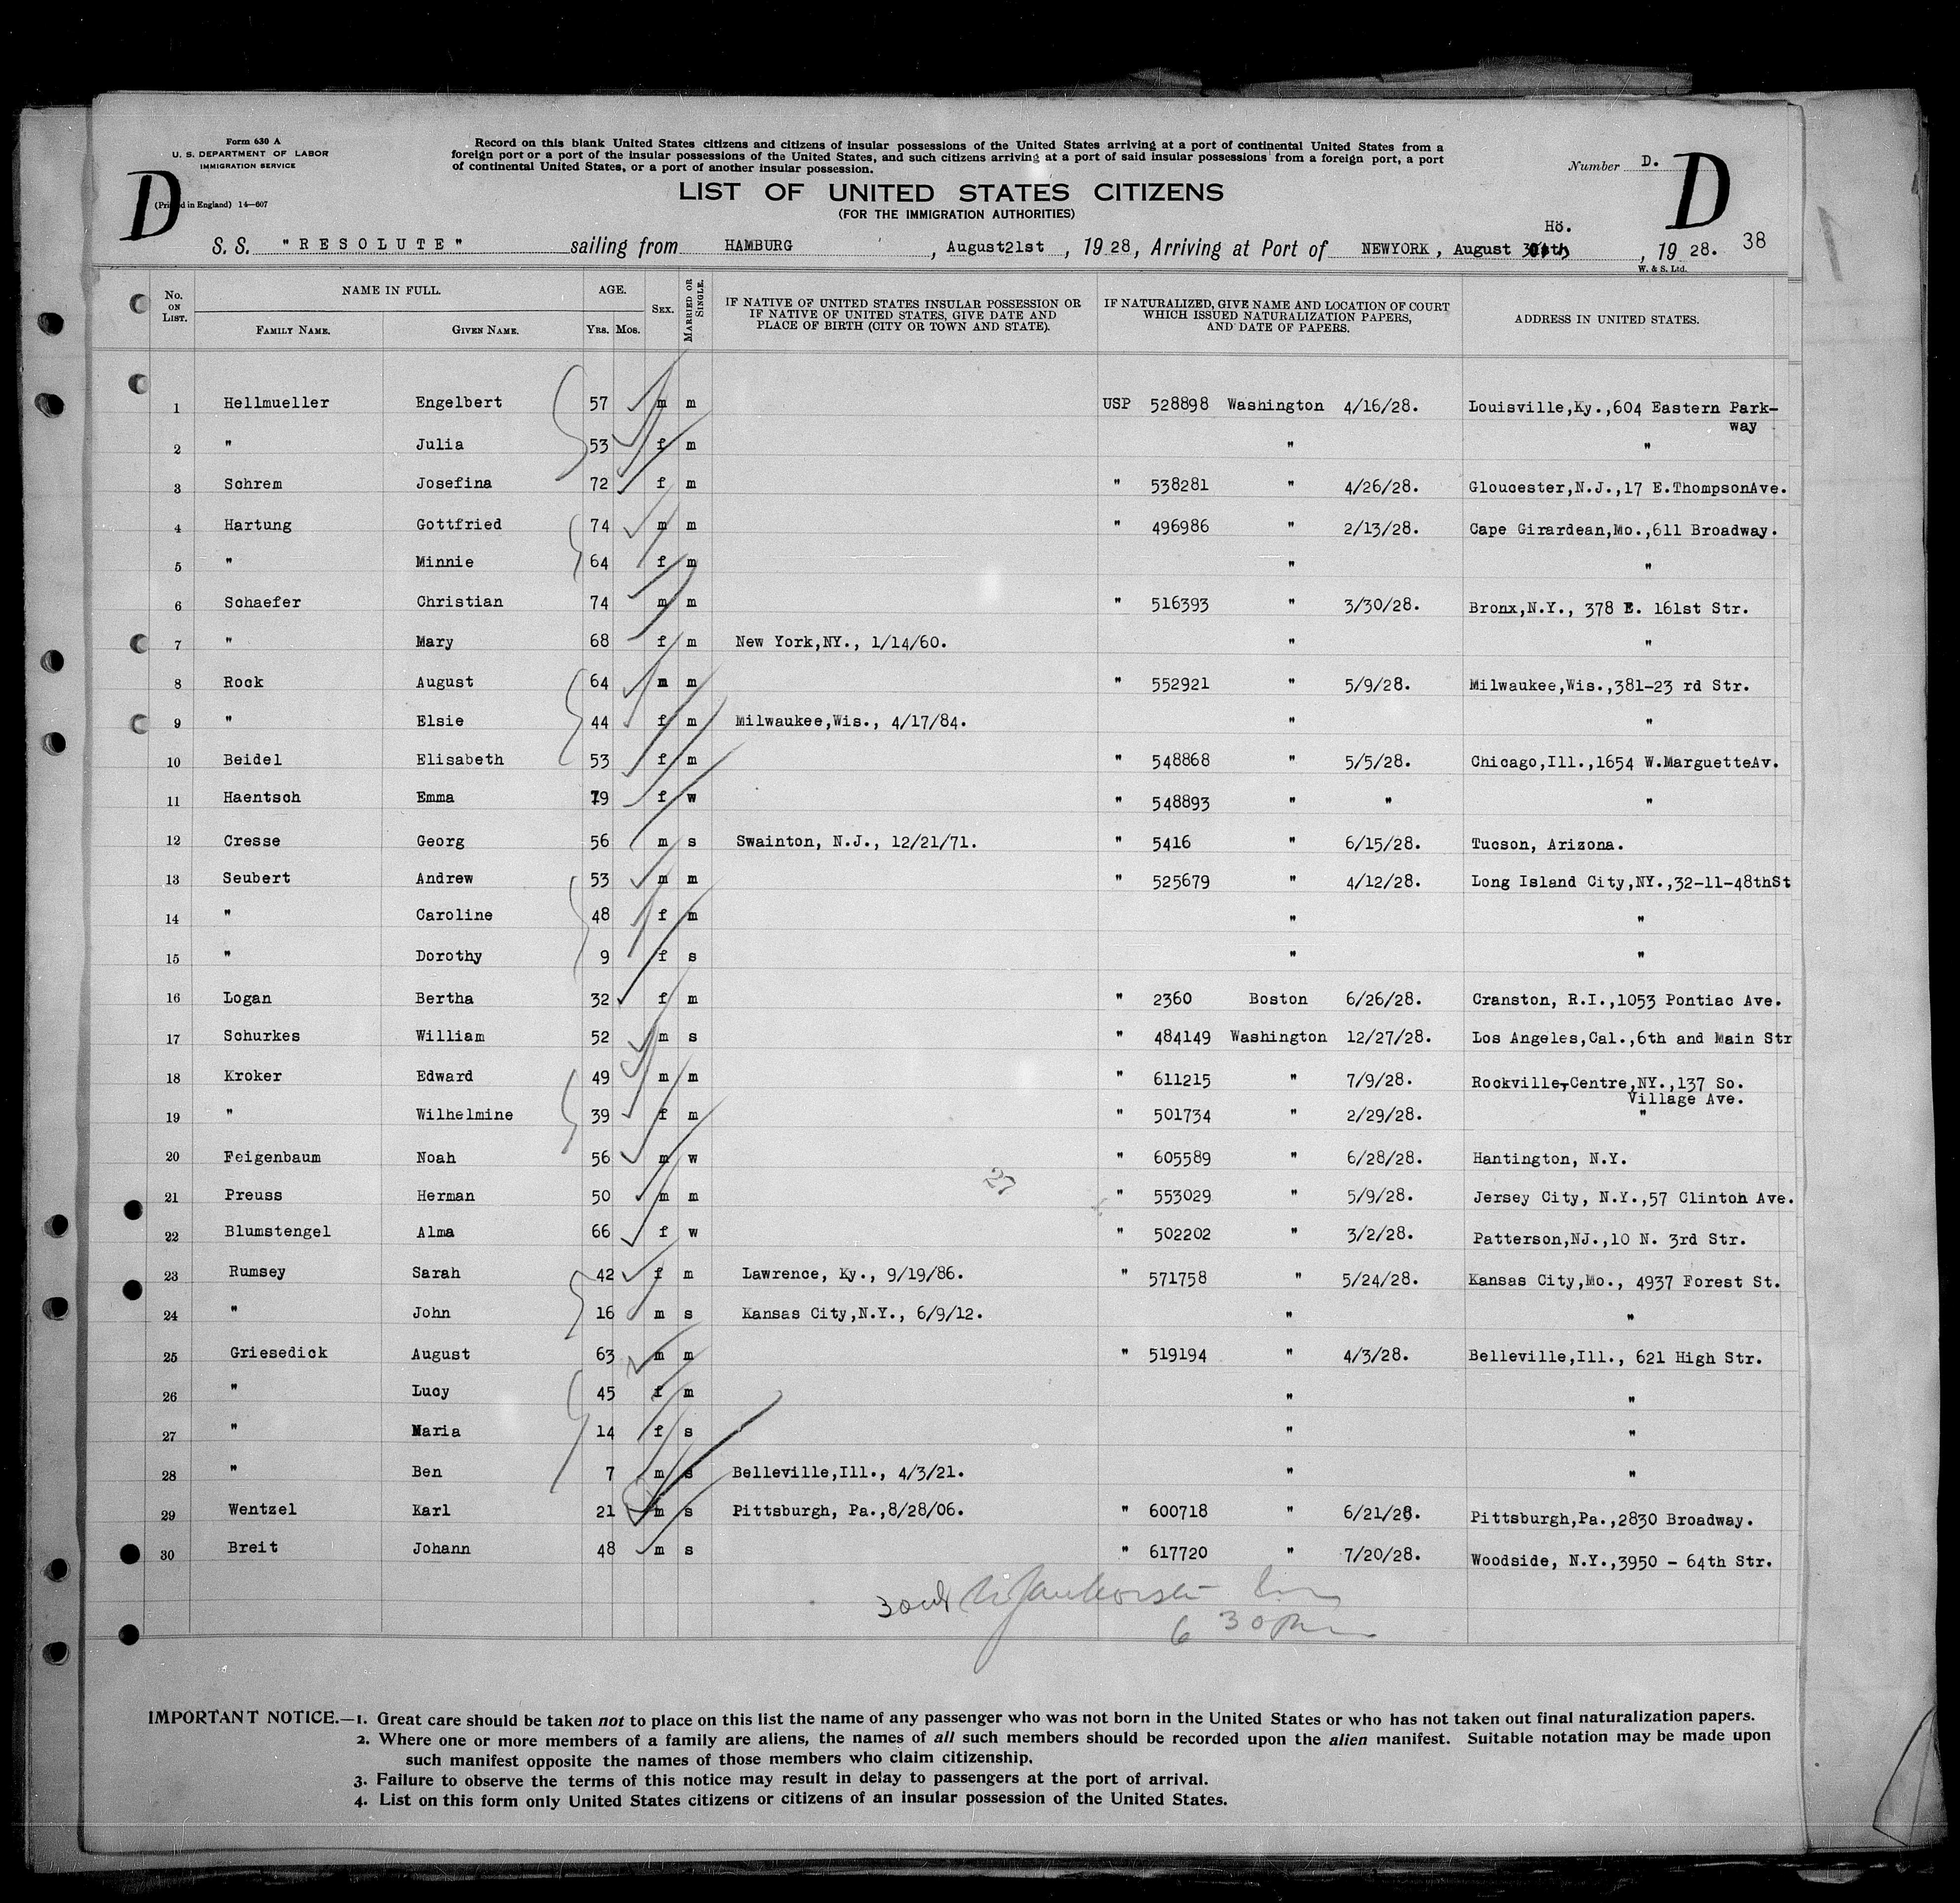 Form 630 A
U. S. DEPARTMENT OF LABOR
IMMIGRATION SERVICE
(Printed in England) 14—607
D
Record on this blank United States citizens and citizens of insular possessions of the United States arriving at a port of continental United States from a
foreign port or a port of the insular possessions of the United States, and such citizens arriving at a port of said insular possessions from a foreign port, a port
of continental United States, or a port of another insular possession.
Number D.
D
LIST OF UNITED STATES CITIZENS
(FOR THE IMMIGRATION AUTHORITIES)
H8.
S. S. "RESOLUTE" sailing from HAMBURG, August21st, 1928, Arriving at Port of NEWYORK, August 1928. 38
W. & S. Ltd.
No. ON LIST. NAME IN FULL. FAMILY NAME. GIVEN NAME. AGE. YRS. MOS. SEX. MARRIED OR SINGLE. IF NATIVE OF UNITED STATES INSULAR POSSESSION OR IF NATIVE OF UNITED STATES, GIVE DATE AND PLACE OF BIRTH (CITY OR TOWN AND STATE). IF NATURALIZED, GIVE NAME AND LOCATION OF COURT WHICH ISSUED NATURALIZATION PAPERS, AND DATE OF PAPERS. ADDRESS IN UNITED STATES.
1 Hellmueller Engelbert 57 m m USP 528898 Washington 4/16/28. Louisville,Ky.,604 Eastern Park-
way
2 " Julia 53 f m " "
3 Schrem Josefina 72 f m " 538281 " 4/26/28. Gloucester,N.J.,17 E.ThompsonAve.
4 Hartung Gottfried 74 m m " 496986 " 2/13/28. Cape Girardean,Mo.,611 Broadway.
5 " Minnie 64 f m " "
6 Schaefer Christian 74 m m " 516393 " 3/30/28. Bronx,N.Y., 378 E. 161st Str.
7 " Mary 68 f m New York,NY., 1/14/60. " "
8 Rock August 64 m m " 552921 " 5/9/28. Milwaukee,Wis.,381-23 rd Str.
9 " Elsie 44 f m Milwaukee,Wis., 4/17/84. " "
10 Beidel Elisabeth 53 f m " 548868 " 5/5/28. Chicago,Ill.,1654 W.MarguetteAv.
11 Haentsch Emma 79 f w " 548893 " " "
12 Cresse Georg 56 m s Swainton, N.J., 12/21/71. " 5416 " 6/15/28. Tucson, Arizona.
13 Seubert Andrew 53 m m " 525679 " 4/12/28. Long Island City,NY.,32-11-48thSt
14 " Caroline 48 f m " "
15 " Dorothy 9 f s " "
16 Logan Bertha 32 f m " 2360 Boston 6/26/28. Cranston, R.I.,1053 Pontiac Ave.
17 Schurkes William 52 m s " 484149 Washington 12/27/28. Los Angeles,Cal.,6th and Main Str
18 Kroker Edward 49 m m " 611215 " 7/9/28. Rockville-Centre,NY.,137 So.
Village Ave.
19 " Wilhelmine 39 f m " 501734 " 2/29/28. "
20 Feigenbaum Noah 56 m w " 605589 " 6/28/28. Hantington, N.Y.
21 Preuss Herman 50 m m " 553029 " 5/9/28. Jersey City, N.Y.,57 Clinton Ave.
22 Blumstengel Alma 66 f w " 502202 " 3/2/28. Patterson,NJ.,10 N. 3rd Str.
23 Rumsey Sarah 42 f m Lawrence, Ky., 9/19/86. " 571758 " 5/24/28. Kansas City,Mo., 4937 Forest St.
24 " John 16 m s Kansas City,N.Y., 6/9/12. " "
25 Griesedick August 63 m m " 519194 " 4/3/28. Belleville,Ill., 621 High Str.
26 " Lucy 45 f m " "
27 " Maria 14 f s " "
28 " Ben 7 m s Belleville,Ill., 4/3/21. " "
29 Wentzel Karl 21 m s Pittsburgh, Pa.,8/28/06. " 600718 " 6/21/28. Pittsburgh,Pa.,2830 Broadway.
30 Breit Johann 48 m s " 617720 " 7/20/28. Woodside, N.Y.,3950 - 64th Str.
6 30 PM
IMPORTANT NOTICE.—1. Great care should be taken not to place on this list the name of any passenger who was not born in the United States or who has not taken out final naturalization papers.
2. Where one or more members of a family are aliens, the names of all such members should be recorded upon the alien manifest. Suitable notation may be made upon
such manifest opposite the names of those members who claim citizenship.
3. Failure to observe the terms of this notice may result in delay to passengers at the port of arrival.
4. List on this form only United States citizens or citizens of an insular possession of the United States.